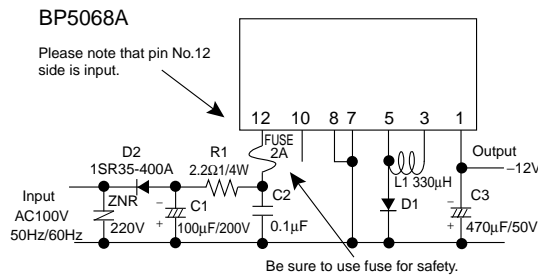 BP5068A
Please note that pin No.12
side is input.
12 10 8 7 5 3 1
FUSE
2A
D2
1SR35-400A
R1
2.2Ω1/4W
L1 330μH
Output
−12V
Input
AC100V
50Hz/60Hz
ZNR
220V
−
+
C1
100μF/200V
C2
0.1μF
D1
−
+
C3
470μF/50V
Be sure to use fuse for safety.